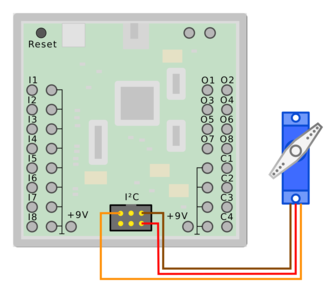 Reset
I1
I2
I3
I4
I5
I6
I7
I8
+9V
I²C
+9V
O1 O2
O3 O4
O5 O6
O7 O8
C1
C2
C3
C4